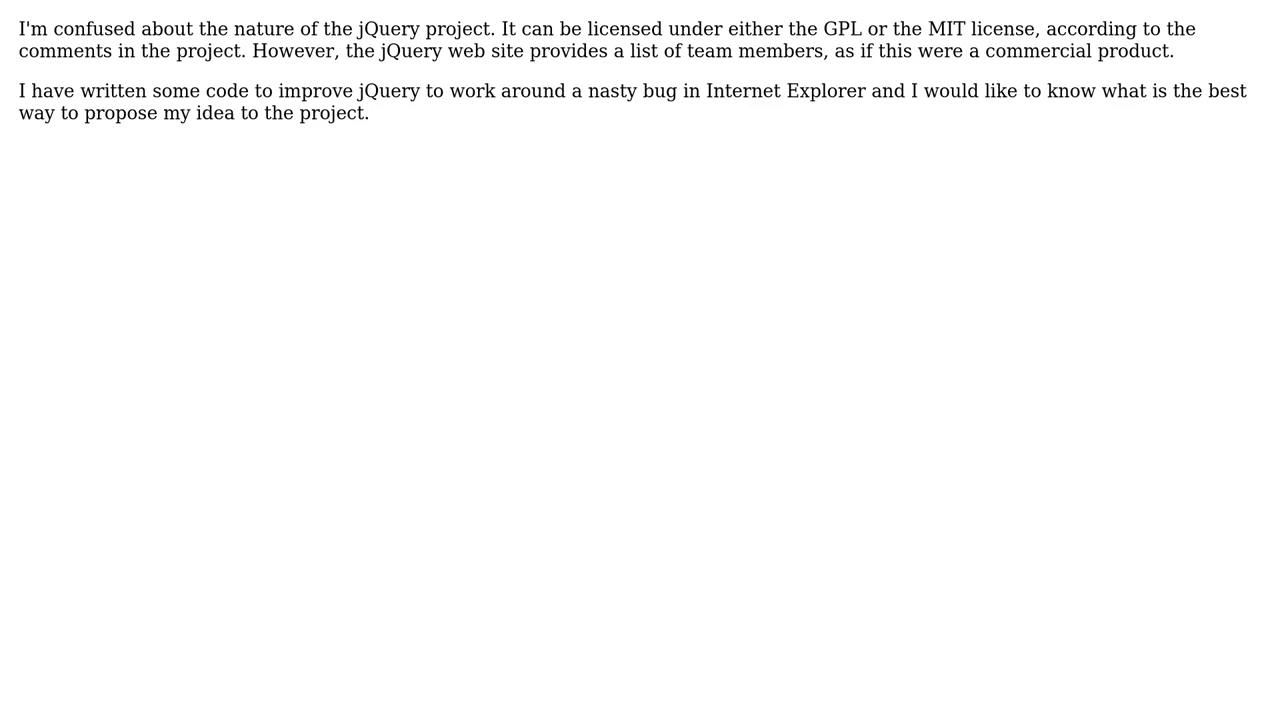 I'm confused about the nature of the jQuery project. It can be licensed under either the GPL or the MIT license, according to the
comments in the project. However, the jQuery web site provides a list of team members, as if this were a commercial product.
I have written some code to improve jQuery to work around a nasty bug in Internet Explorer and I would like to know what is the best
way to propose my idea to the project.